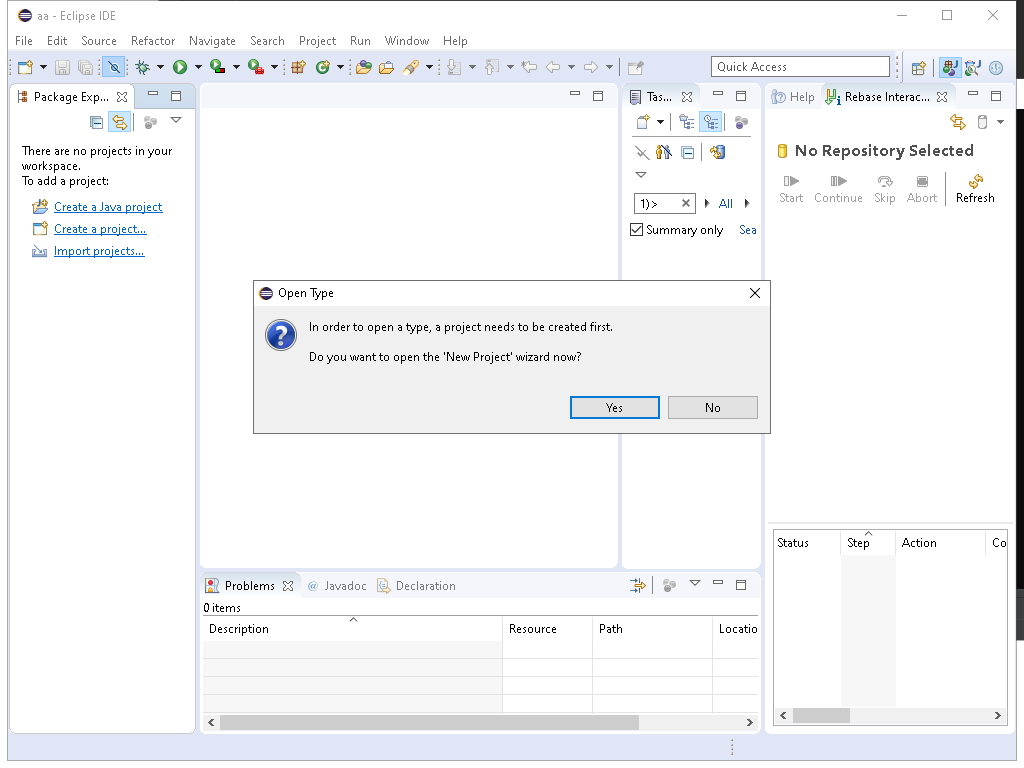 aa - Eclipse IDE
File Edit Source Refactor Navigate Search Project Run Window Help
Quick Access
Package Exp...
There are no projects in your
workspace.
To add a project:
Create a Java project
Create a project...
Import projects...
Tas...
1)>
All
Summary only
Sea
Help
Rebase Interac...
No Repository Selected
Start Continue Skip Abort Refresh
Open Type
In order to open a type, a project needs to be created first.
Do you want to open the 'New Project' wizard now?
Yes No
Status Step Action Co
Problems @ Javadoc Declaration
0 items
Description Resource Path Locatio